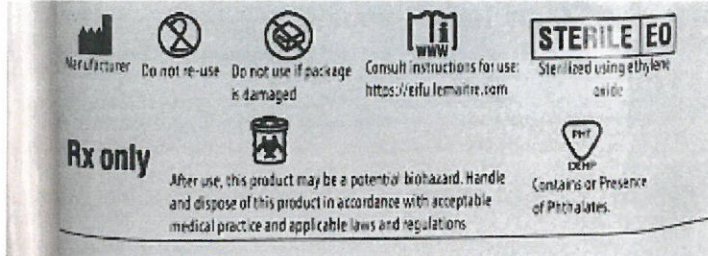 WWW
STERILE EO
Manufacturer
Do not re-use
Do not use if package
is damaged
Consult instructions for use:
https://eifu.lemaitre.com
Sterilized using ethylene
oxide
Rx only
After use, this product may be a potential biohazard. Handle
and dispose of this product in accordance with acceptable
medical practice and applicable laws and regulations
PHT
DEHP
Contains or Presence
of Phthalates.